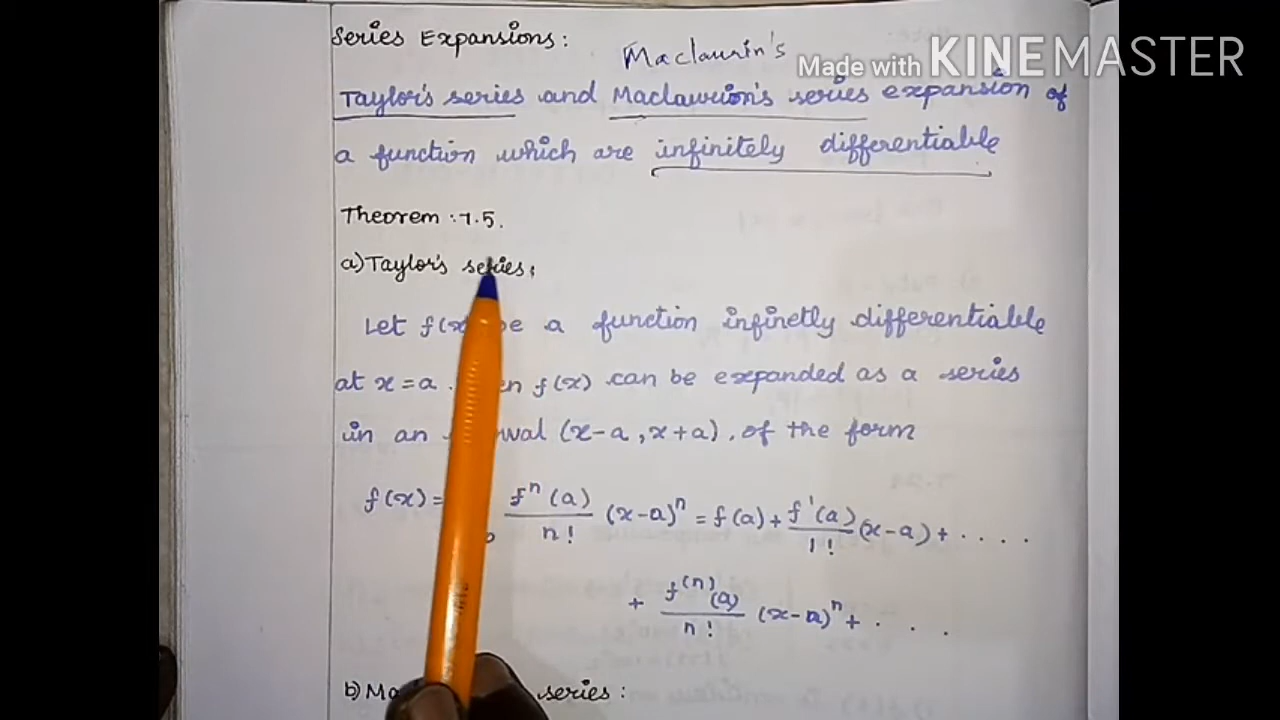 Series Expansions:
Maclaurin's
Made with KINEMASTER
Taylor's series and Maclaurion's series expansion of
a function which are infinitely differentiable
Theorem : 7.5.
a) Taylor's series:
Let f(x) be a function infinetly differentiable
at x = a . f(x) can be expanded as a series
in an (x-a, x+a), of the form
f(x) = fⁿ(a)/n! (x-a)ⁿ = f(a) + f'(a)/1! (x-a) + ....
+ f⁽ⁿ⁾(a)/n! (x-a)ⁿ + . . .
b) series :